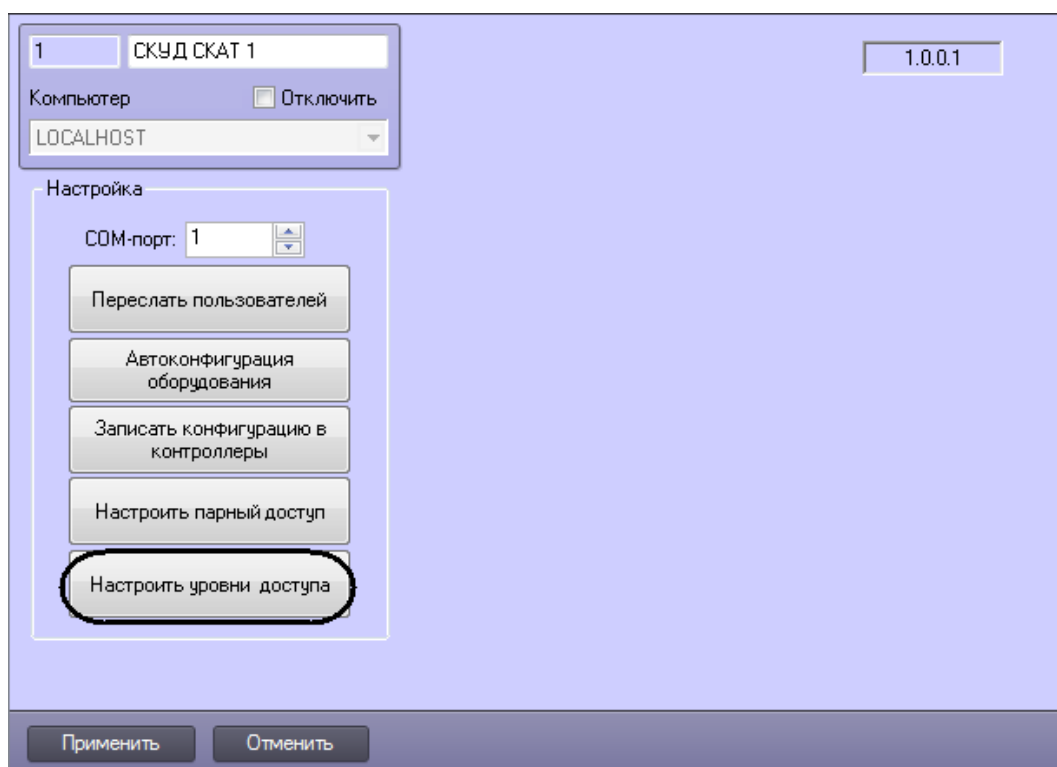 1 СКУД СКАТ 1
1.0.0.1
Компьютер Отключить
LOCALHOST
Настройка
COM-порт: 1
Переслать пользователей
Автоконфигурация
оборудования
Записать конфигурацию в
контроллеры
Настроить парный доступ
Настроить уровни доступа
Применить Отменить